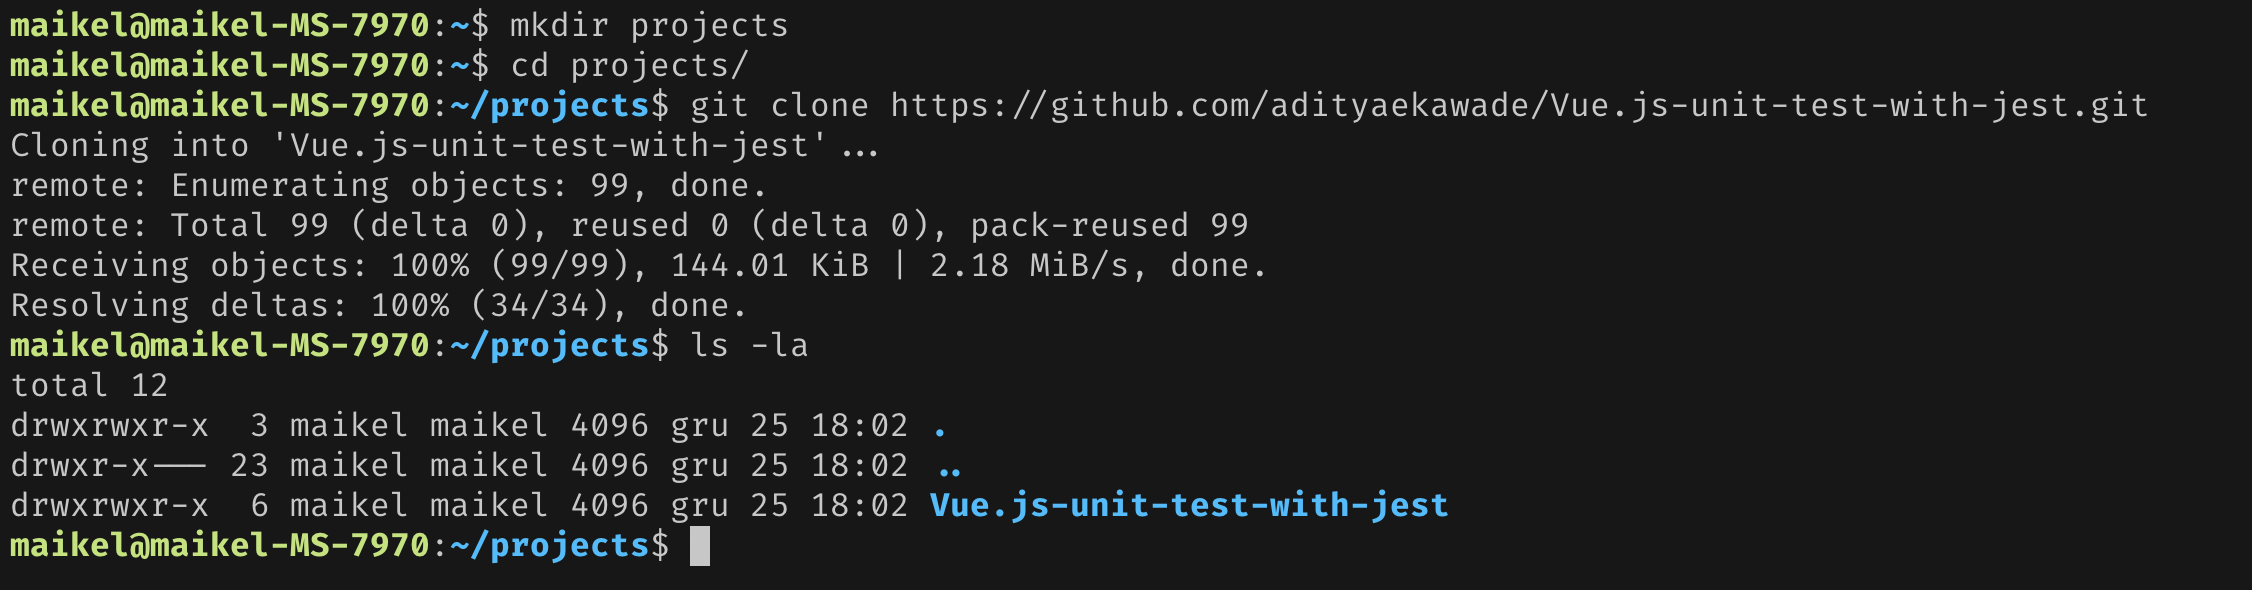 maikel@maikel-MS-7970:~$ mkdir projects
maikel@maikel-MS-7970:~$ cd projects/
maikel@maikel-MS-7970:~/projects$ git clone https://github.com/adityaekawade/Vue.js-unit-test-with-jest.git
Cloning into 'Vue.js-unit-test-with-jest'...
remote: Enumerating objects: 99, done.
remote: Total 99 (delta 0), reused 0 (delta 0), pack-reused 99
Receiving objects: 100% (99/99), 144.01 KiB | 2.18 MiB/s, done.
Resolving deltas: 100% (34/34), done.
maikel@maikel-MS-7970:~/projects$ ls -la
total 12
drwxrwxr-x  3 maikel maikel 4096 gru 25 18:02 .
drwxr-x--- 23 maikel maikel 4096 gru 25 18:02 ..
drwxrwxr-x  6 maikel maikel 4096 gru 25 18:02 Vue.js-unit-test-with-jest
maikel@maikel-MS-7970:~/projects$